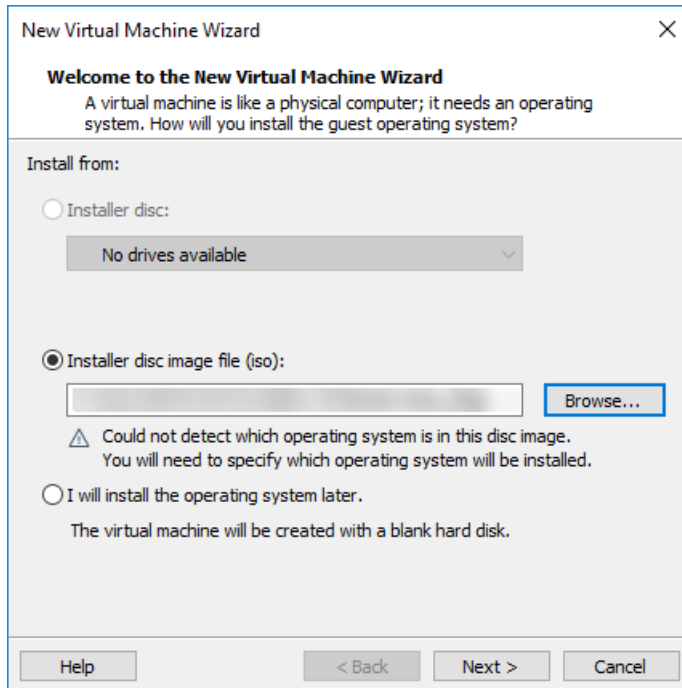 New Virtual Machine Wizard
Welcome to the New Virtual Machine Wizard
A virtual machine is like a physical computer; it needs an operating
system. How will you install the guest operating system?
Install from:
Installer disc:
No drives available
Installer disc image file (iso):
Browse...
Could not detect which operating system is in this disc image.
You will need to specify which operating system will be installed.
I will install the operating system later.
The virtual machine will be created with a blank hard disk.
Help
< Back
Next >
Cancel